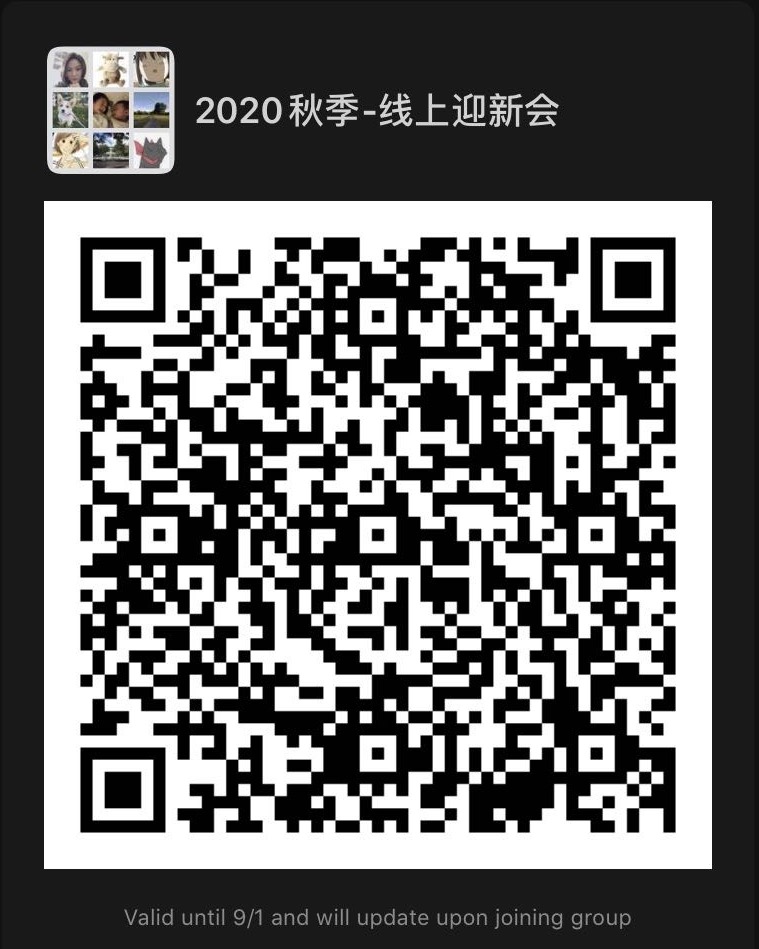 2020秋季-线上迎新会
Valid until 9/1 and will update upon joining group